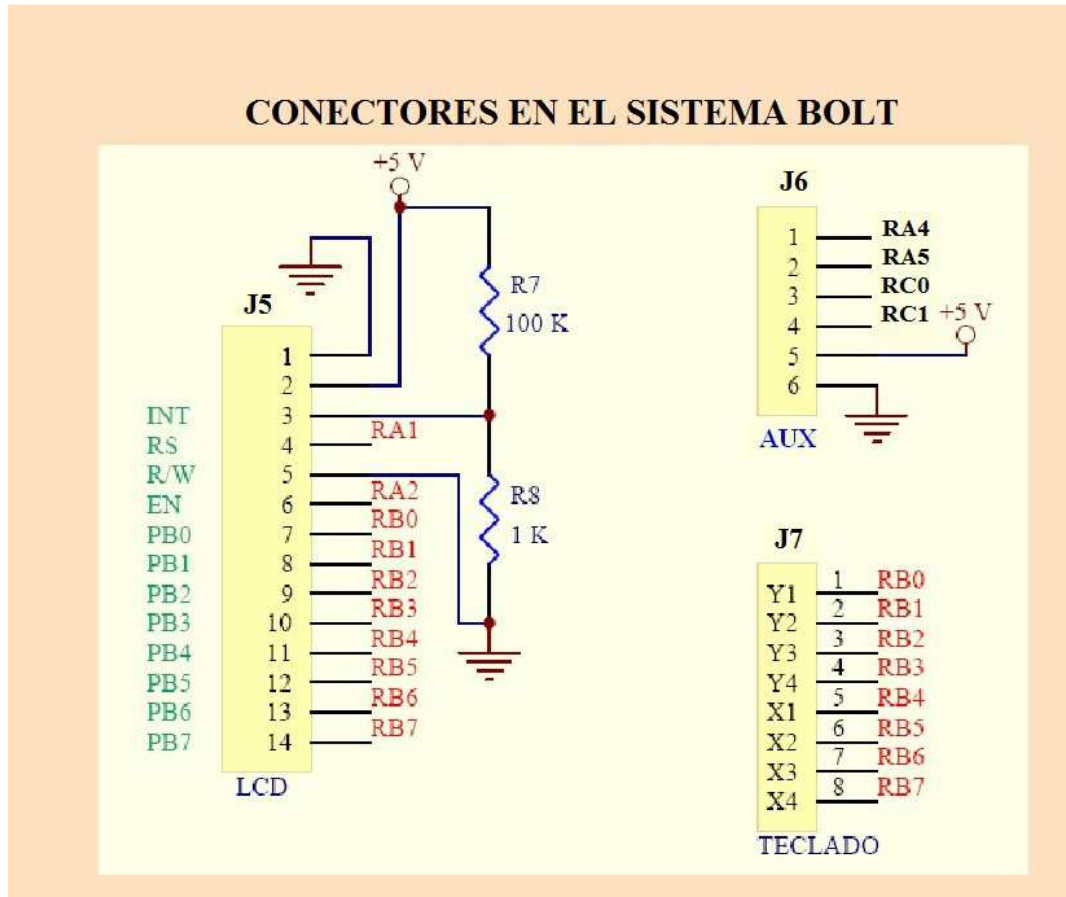 CONECTORES EN EL SISTEMA BOLT
+5 V
J5
R7
100 K
1
2
INT 3
RS 4 RA1
R/W 5
EN 6 RA2
PB0 7 RB0
PB1 8 RB1
PB2 9 RB2
PB3 10 RB3
PB4 11 RB4
PB5 12 RB5
PB6 13 RB6
PB7 14 RB7
LCD
R8
1 K
J6
1 RA4
2 RA5
3 RC0
4 RC1 +5 V
5
6
AUX
J7
Y1 1 RB0
Y2 2 RB1
Y3 3 RB2
Y4 4 RB3
X1 5 RB4
X2 6 RB5
X3 7 RB6
X4 8 RB7
TECLADO